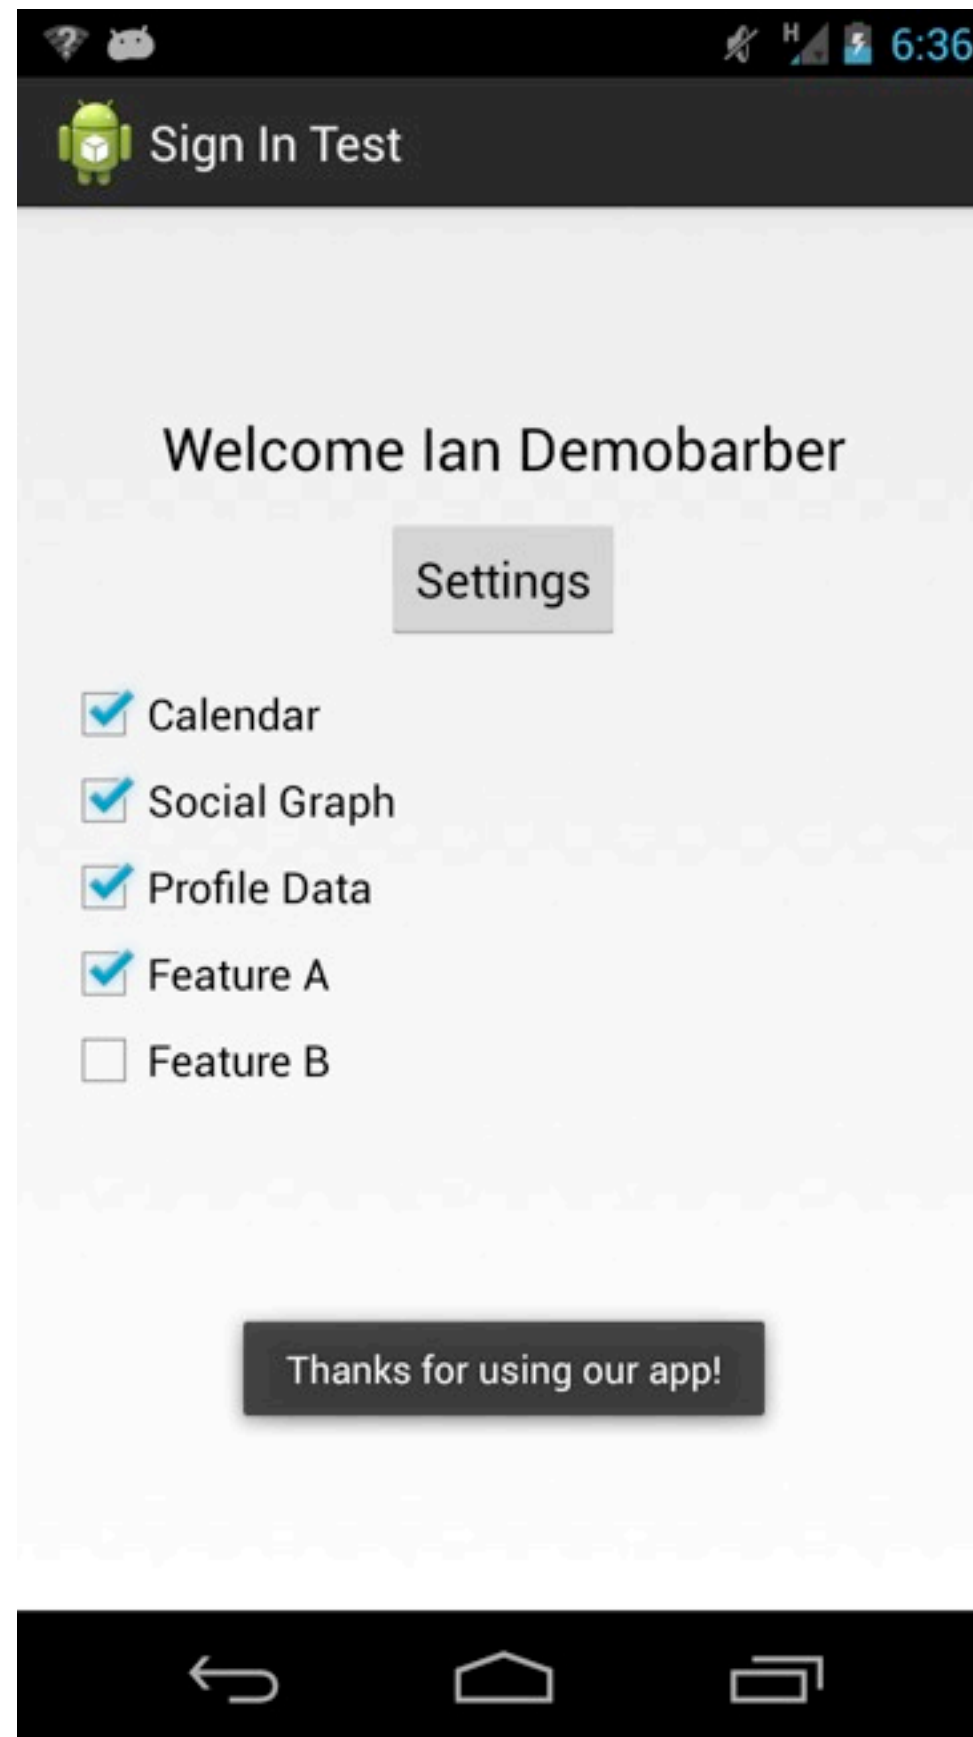 H 6:36
Sign In Test
Welcome Ian Demobarber
Settings
Calendar
Social Graph
Profile Data
Feature A
Feature B
Thanks for using our app!